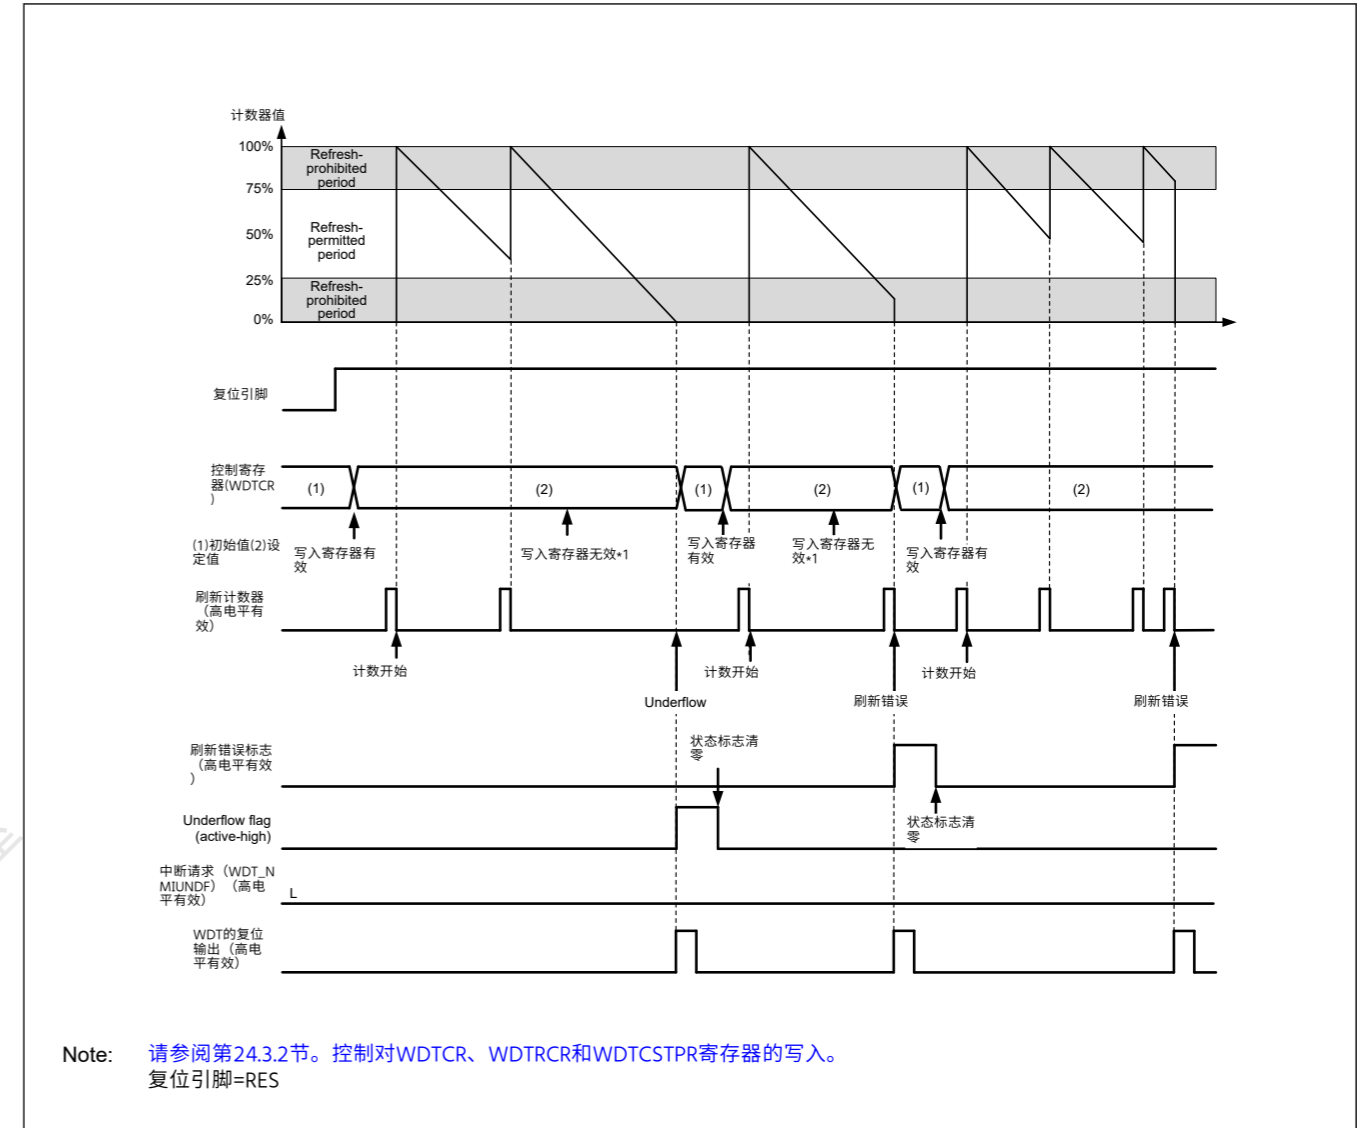 计数器值
100%
Refresh-
prohibited
period
75%
Refresh-
permitted
period
50%
25%
Refresh-
prohibited
period
0%
复位引脚
控制寄存
器(WDTCR
)
(1)
(2)
(1)
(2)
(1)
(2)
(1)初始值(2)设
定值
写入寄存器有
效
写入寄存器无效*1
写入寄存器
有效
写入寄存器无
效*1
写入寄存器有
效
刷新计数器
（高电平有
效）
计数开始
计数开始
计数开始
Underflow
刷新错误
刷新错误
刷新错误标志
（高电平有效
）
状态标志清
零
Underflow flag
(active-high)
状态标志清
零
中断请求（WDT_N
MIUNDF）（高电
平有效）
L
WDT的复位
输出（高电
平有效）
Note: 请参阅第24.3.2节。控制对WDTCR、WDTRCR和WDTCSTPR寄存器的写入。
复位引脚=RES